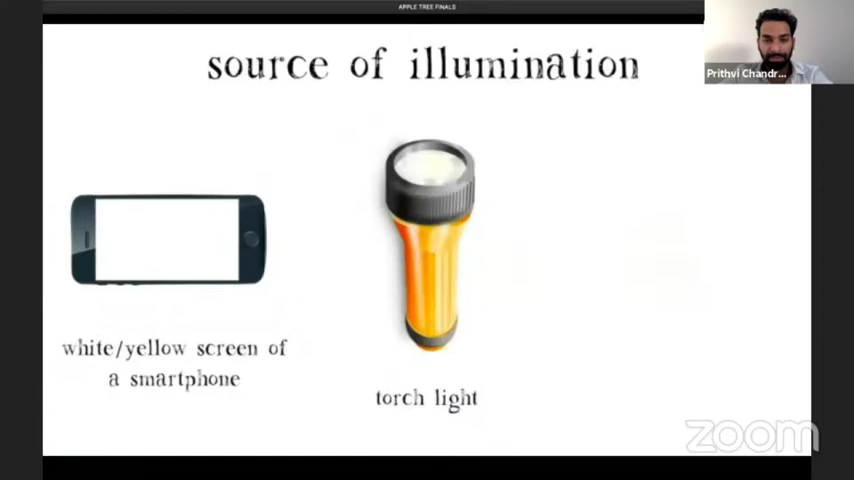 APPLE TREE FINALS
source of illumination
Prithvi Chandr...
white/yellow screen of
a smartphone
torch light
zoom